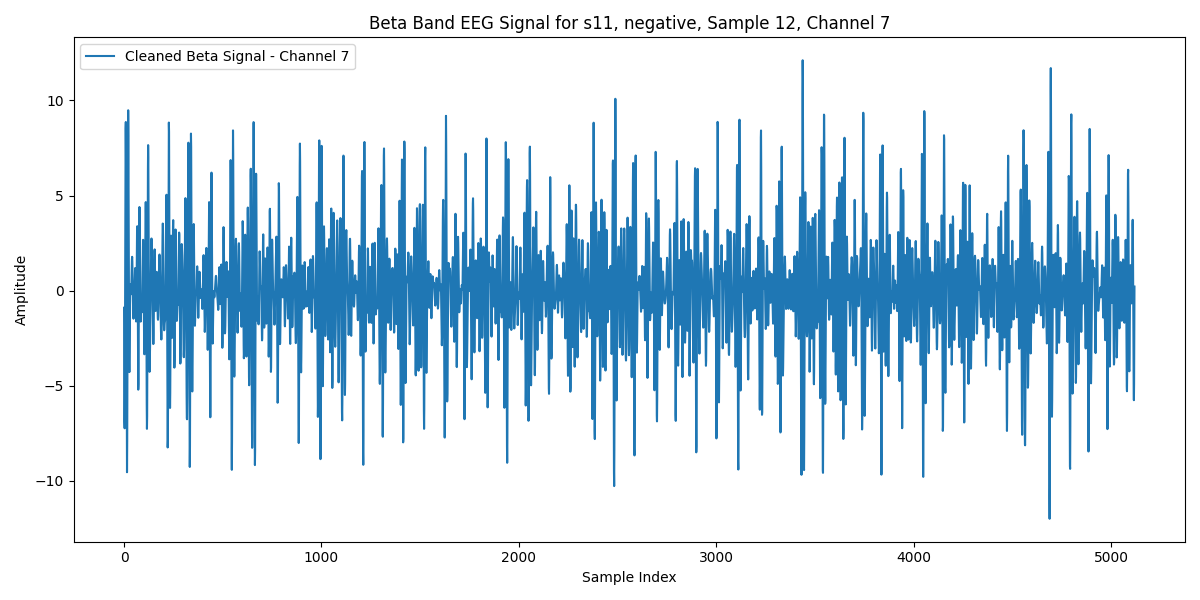 Beta Band EEG Signal for s11, negative, Sample 12, Channel 7
Cleaned Beta Signal - Channel 7
10
5
0
−5
−10
Amplitude
0 1000 2000 3000 4000 5000
Sample Index